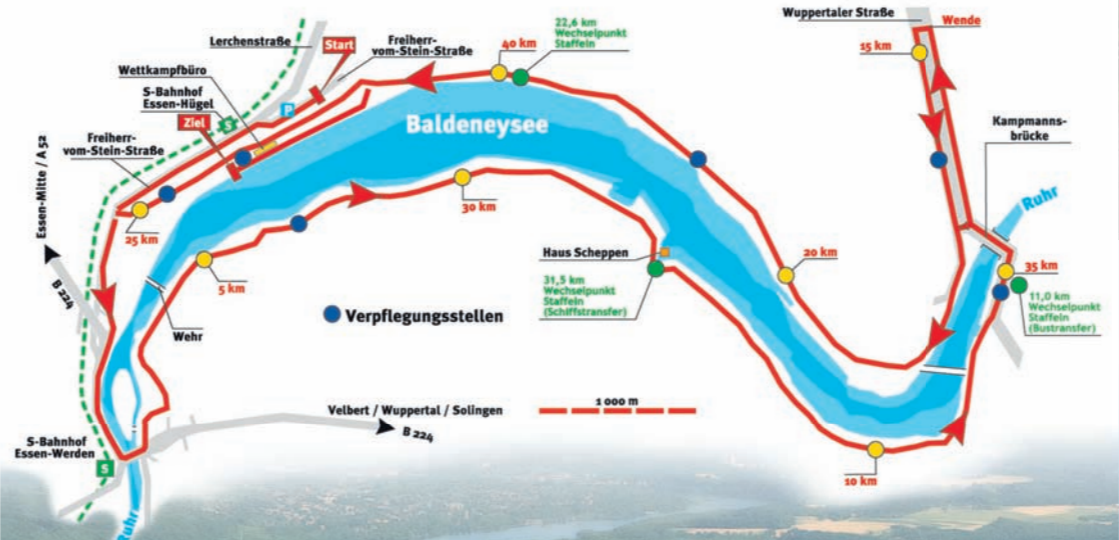 Wuppertaler Straße
Wende
15 km
22,6 km
Wechselpunkt
Staffeln
40 km
Lerchenstraße
Start
Freiherr-
vom-Stein-Straße
Wettkampfbüro
S-Bahnhof
Essen-Hügel
P
S
Ziel
Baldeneysee
Kampmanns-
brücke
Freiherr-
vom-Stein-Straße
Ruhr
Essen-Mitte / A 52
B 224
25 km
30 km
5 km
Haus Scheppen
20 km
35 km
31,5 km
Wechselpunkt
Staffeln
(Schiffstransfer)
11,0 km
Wechselpunkt
Staffeln
(Bustransfer)
Verpflegungsstellen
Wehr
1 000 m
Velbert / Wuppertal / Solingen
B 224
S-Bahnhof
Essen-Werden
S
10 km
Ruhr